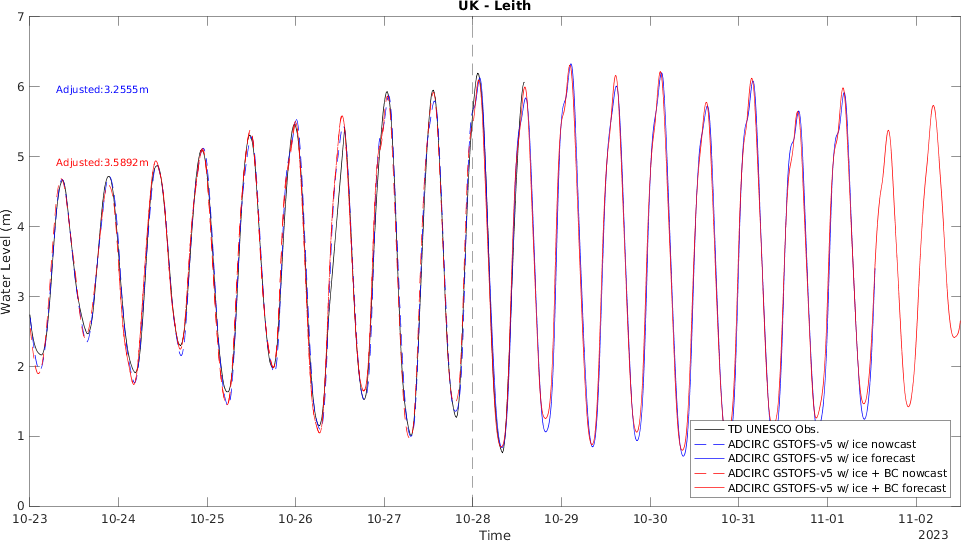 UK - Leith
7
6
5
4
3
2
1
0
Water Level (m)
Adjusted:3.2555m
Adjusted:3.5892m
TD UNESCO Obs.
ADCIRC GSTOFS-v5 w/ ice nowcast
ADCIRC GSTOFS-v5 w/ ice forecast
ADCIRC GSTOFS-v5 w/ ice + BC nowcast
ADCIRC GSTOFS-v5 w/ ice + BC forecast
10-23 10-24 10-25 10-26 10-27 10-28 10-29 10-30 10-31 11-01 11-02
Time
2023